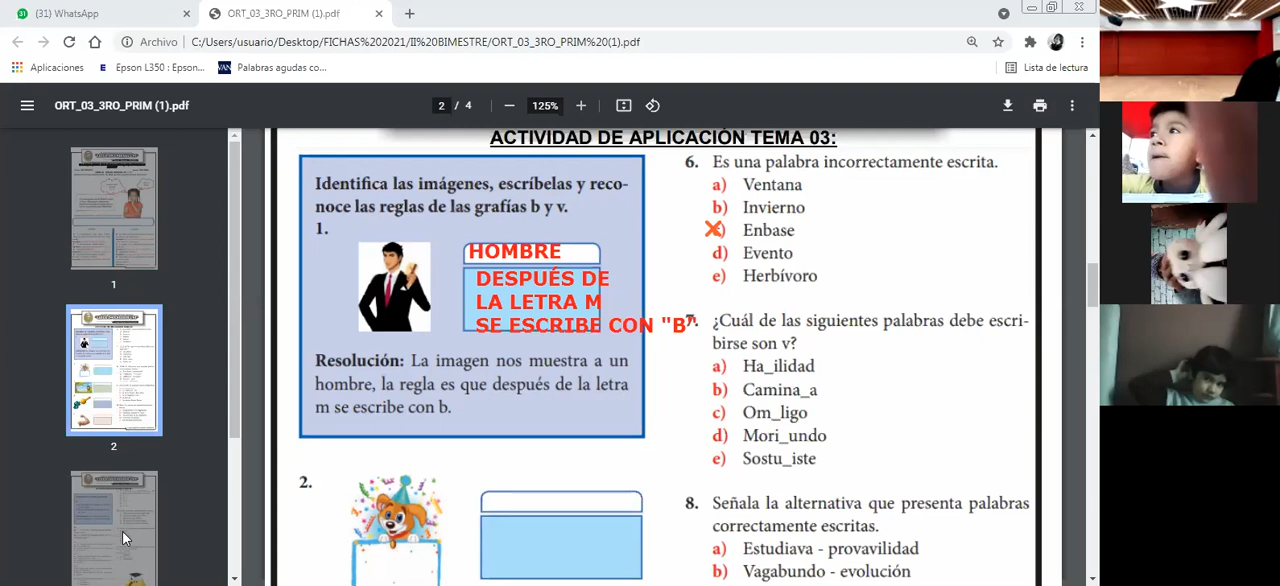 (31) WhatsApp
ORT_03_3RO_PRIM (1).pdf
Archivo
C:/Users/usuario/Desktop/FICHAS%202021/II%20BIMESTRE/ORT_03_3RO_PRIM%20(1).pdf
Aplicaciones
Epson L350 : Epson...
Palabras agudas co...
Lista de lectura
ORT_03_3RO_PRIM (1).pdf
2 / 4
125%
1
2
ACTIVIDAD DE APLICACIÓN TEMA 03:
Identifica las imágenes, escríbelas y reco-
noce las reglas de las grafías b y v.
1.
HOMBRE
DESPUÉS DE
LA LETRA M
SE ESCRIBE CON "B"
Resolución: La imagen nos muestra a un
hombre, la regla es que después de la letra
m se escribe con b.
2.
6. Es una palabra incorrectamente escrita.
a) Ventana
b) Invierno
Enbase
d) Evento
e) Herbívoro
7. ¿Cuál de las siguientes palabras debe escri-
birse son v?
a) Ha_ilidad
b) Camina_a
c) Om_ligo
d) Mori_undo
e) Sostu_iste
8. Señala la alternativa que presenta palabras
correctamente escritas.
a) Estudiava - provavilidad
b) Vagabundo - evolución